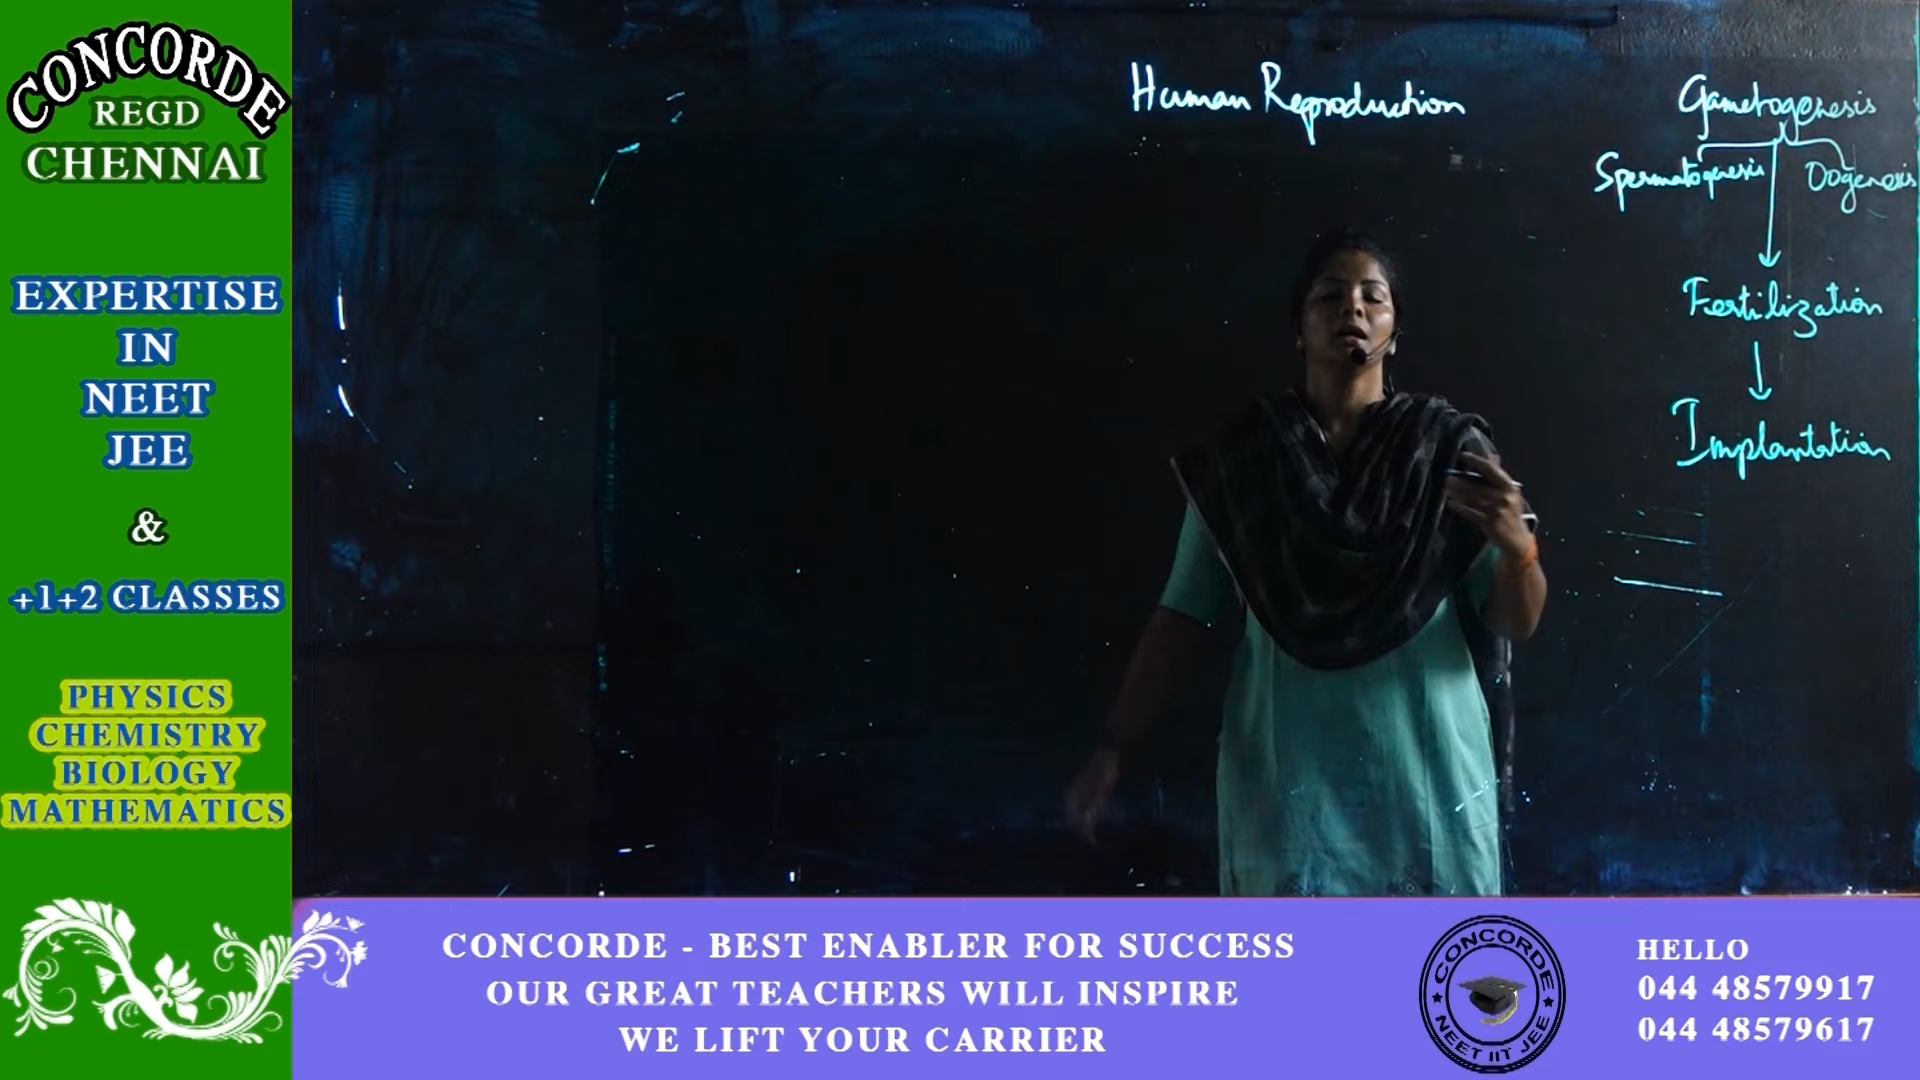 CONCORDE
REGD
CHENNAI
EXPERTISE
IN
NEET
JEE
&
+1+2 CLASSES
PHYSICS
CHEMISTRY
BIOLOGY
MATHEMATICS
Human Reproduction
Gametogenesis
Spermatogenesis Oogenesis
Fertilization
Implantation
CONCORDE - BEST ENABLER FOR SUCCESS
OUR GREAT TEACHERS WILL INSPIRE
WE LIFT YOUR CARRIER
CONCORDE
NEET IIT JEE
HELLO
044 48579917
044 48579617